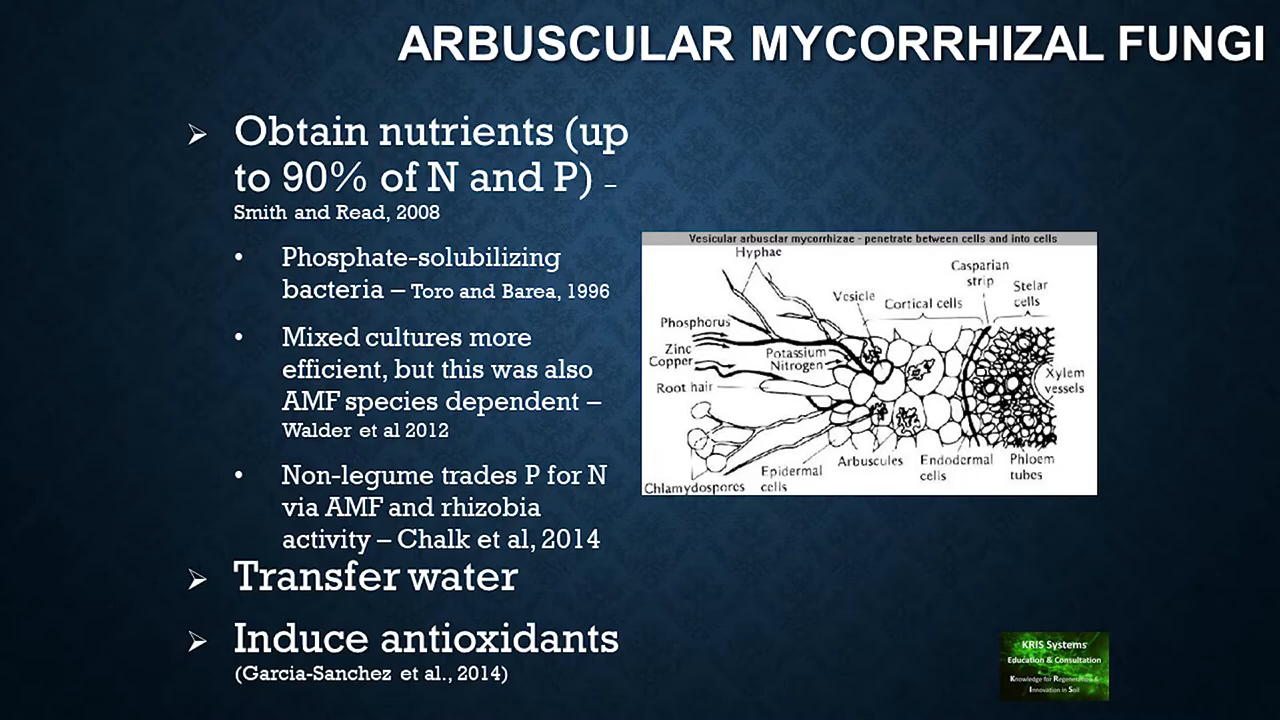 ARBUSCULAR MYCORRHIZAL FUNGI
➢ Obtain nutrients (up
to 90% of N and P) –
Smith and Read, 2008
• Phosphate-solubilizing
bacteria – Toro and Barea, 1996
• Mixed cultures more
efficient, but this was also
AMF species dependent –
Walder et al 2012
• Non-legume trades P for N
via AMF and rhizobia
activity – Chalk et al, 2014
➢ Transfer water
➢ Induce antioxidants
(Garcia-Sanchez et al., 2014)
Vesicular arbusclar mycorrhizae - penetrate between cells and into cells
Hyphae
Casparian
strip
Stelar
cells
Vesicle
Cortical cells
Phosphorus
Zinc
Copper
Potassium
Nitrogen
Xylem
vessels
Root hair
Epidermal
cells
Arbuscules
Endodermal
cells
Phloem
tubes
Chlamydospores
KRIS Systems
Education & Consultation
Knowledge for Regeneration &
Innovation in Soil